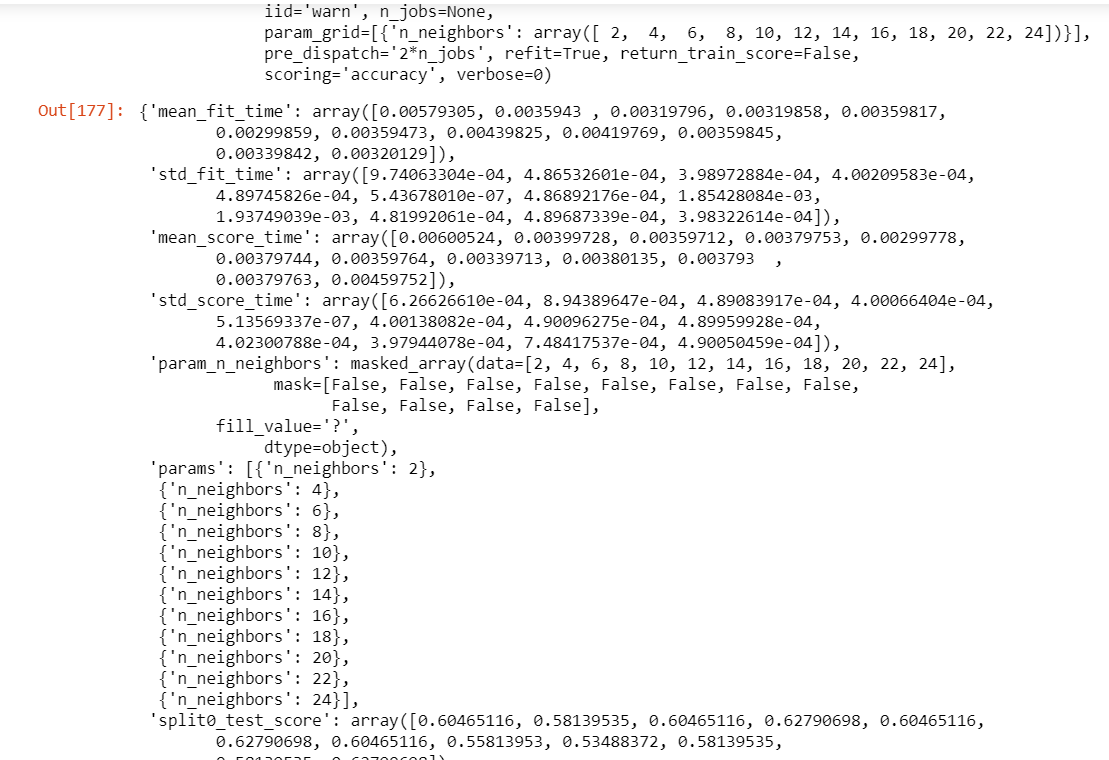 iid='warn', n_jobs=None,
param_grid=[{'n_neighbors': array([ 2,  4,  6,  8, 10, 12, 14, 16, 18, 20, 22, 24])}],
pre_dispatch='2*n_jobs', refit=True, return_train_score=False,
scoring='accuracy', verbose=0)
Out[177]: {'mean_fit_time': array([0.00579305, 0.0035943 , 0.00319796, 0.00319858, 0.00359817,
0.00299859, 0.00359473, 0.00439825, 0.00419769, 0.00359845,
0.00339842, 0.00320129]),
'std_fit_time': array([9.74063304e-04, 4.86532601e-04, 3.98972884e-04, 4.00209583e-04,
4.89745826e-04, 5.43678010e-07, 4.86892176e-04, 1.85428084e-03,
1.93749039e-03, 4.81992061e-04, 4.89687339e-04, 3.98322614e-04]),
'mean_score_time': array([0.00600524, 0.00399728, 0.00359712, 0.00379753, 0.00299778,
0.00379744, 0.00359764, 0.00339713, 0.00380135, 0.003793  ,
0.00379763, 0.00459752]),
'std_score_time': array([6.26626610e-04, 8.94389647e-04, 4.89083917e-04, 4.00066404e-04,
5.13569337e-07, 4.00138082e-04, 4.90096275e-04, 4.89959928e-04,
4.02300788e-04, 3.97944078e-04, 7.48417537e-04, 4.90050459e-04]),
'param_n_neighbors': masked_array(data=[2, 4, 6, 8, 10, 12, 14, 16, 18, 20, 22, 24],
mask=[False, False, False, False, False, False, False, False,
False, False, False, False],
fill_value='?',
dtype=object),
'params': [{'n_neighbors': 2},
{'n_neighbors': 4},
{'n_neighbors': 6},
{'n_neighbors': 8},
{'n_neighbors': 10},
{'n_neighbors': 12},
{'n_neighbors': 14},
{'n_neighbors': 16},
{'n_neighbors': 18},
{'n_neighbors': 20},
{'n_neighbors': 22},
{'n_neighbors': 24}],
'split0_test_score': array([0.60465116, 0.58139535, 0.60465116, 0.62790698, 0.60465116,
0.62790698, 0.60465116, 0.55813953, 0.53488372, 0.58139535,